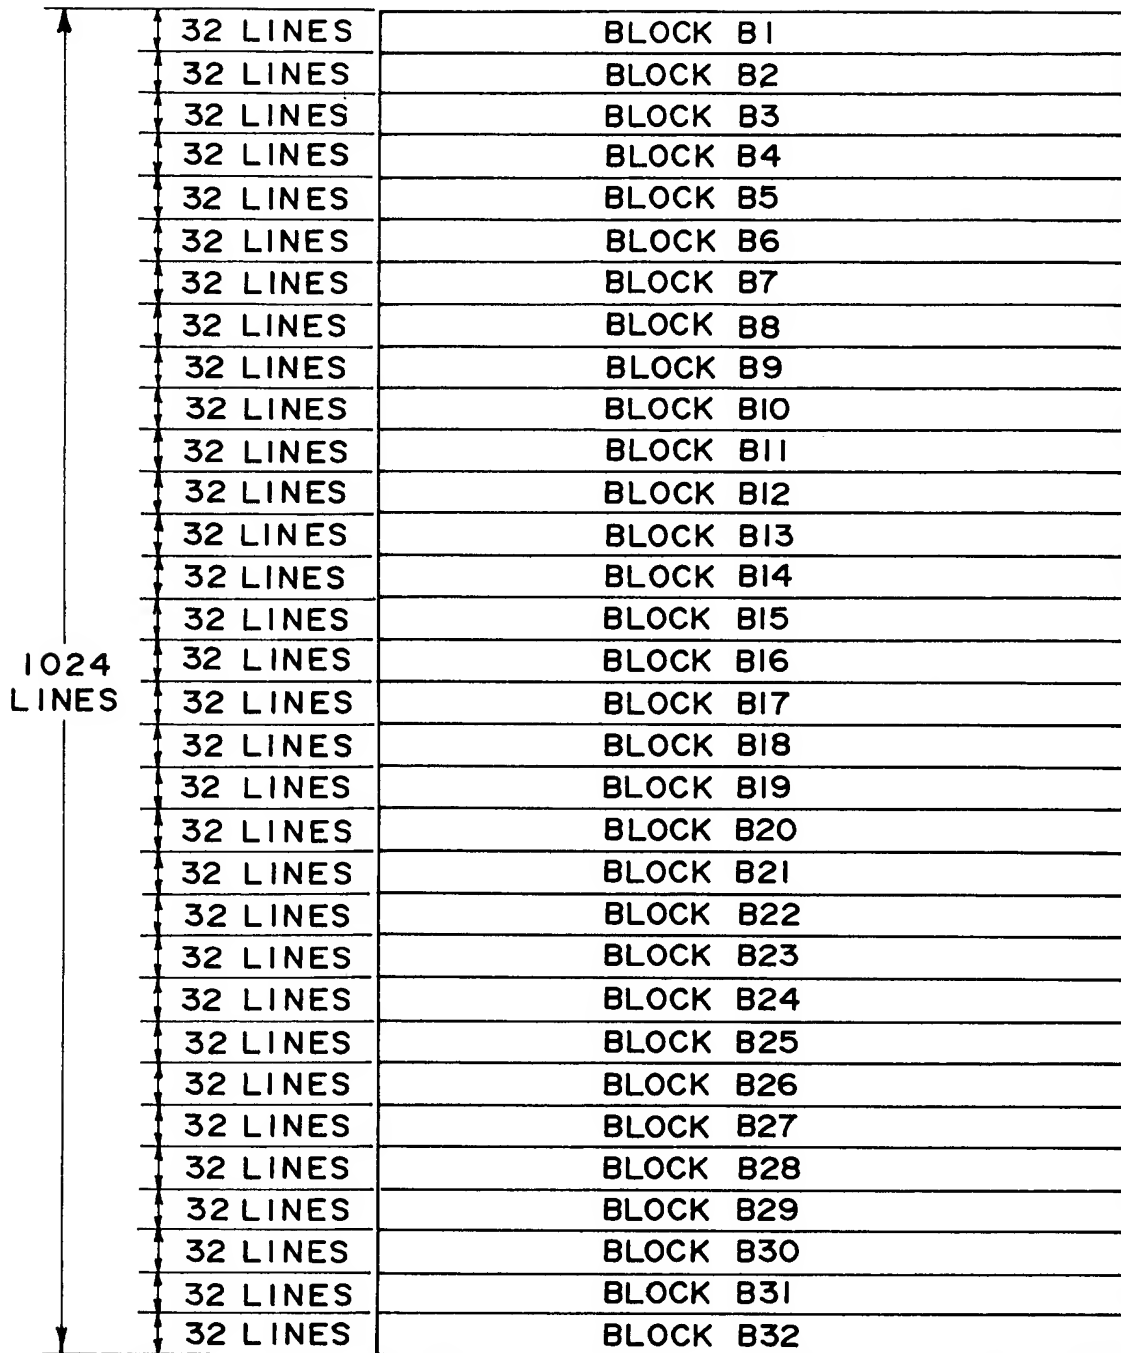 32 LINES BLOCK B1
32 LINES BLOCK B2
32 LINES BLOCK B3
32 LINES BLOCK B4
32 LINES BLOCK B5
32 LINES BLOCK B6
32 LINES BLOCK B7
32 LINES BLOCK B8
32 LINES BLOCK B9
32 LINES BLOCK B10
32 LINES BLOCK B11
32 LINES BLOCK B12
32 LINES BLOCK B13
32 LINES BLOCK B14
32 LINES BLOCK B15
32 LINES BLOCK B16
1024
LINES
32 LINES BLOCK B17
32 LINES BLOCK B18
32 LINES BLOCK B19
32 LINES BLOCK B20
32 LINES BLOCK B21
32 LINES BLOCK B22
32 LINES BLOCK B23
32 LINES BLOCK B24
32 LINES BLOCK B25
32 LINES BLOCK B26
32 LINES BLOCK B27
32 LINES BLOCK B28
32 LINES BLOCK B29
32 LINES BLOCK B30
32 LINES BLOCK B31
32 LINES BLOCK B32